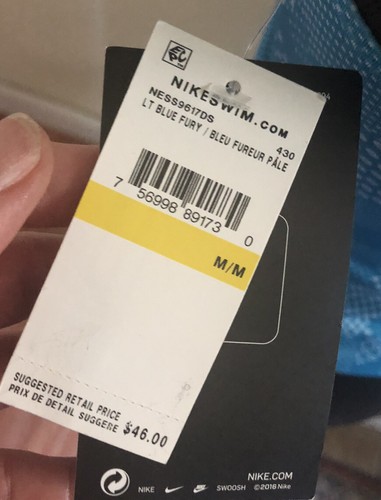 EPC
NIKESWIM.COM
NESS9617DS
430
LT BLUE FURY / BLEU FUREUR PÂLE
7 56998 89173 0
M/M
SUGGESTED RETAIL PRICE
PRIX DE DETAIL SUGGERE $46.00
NIKE.COM
NIKE SWOOSH ©2016 Nike